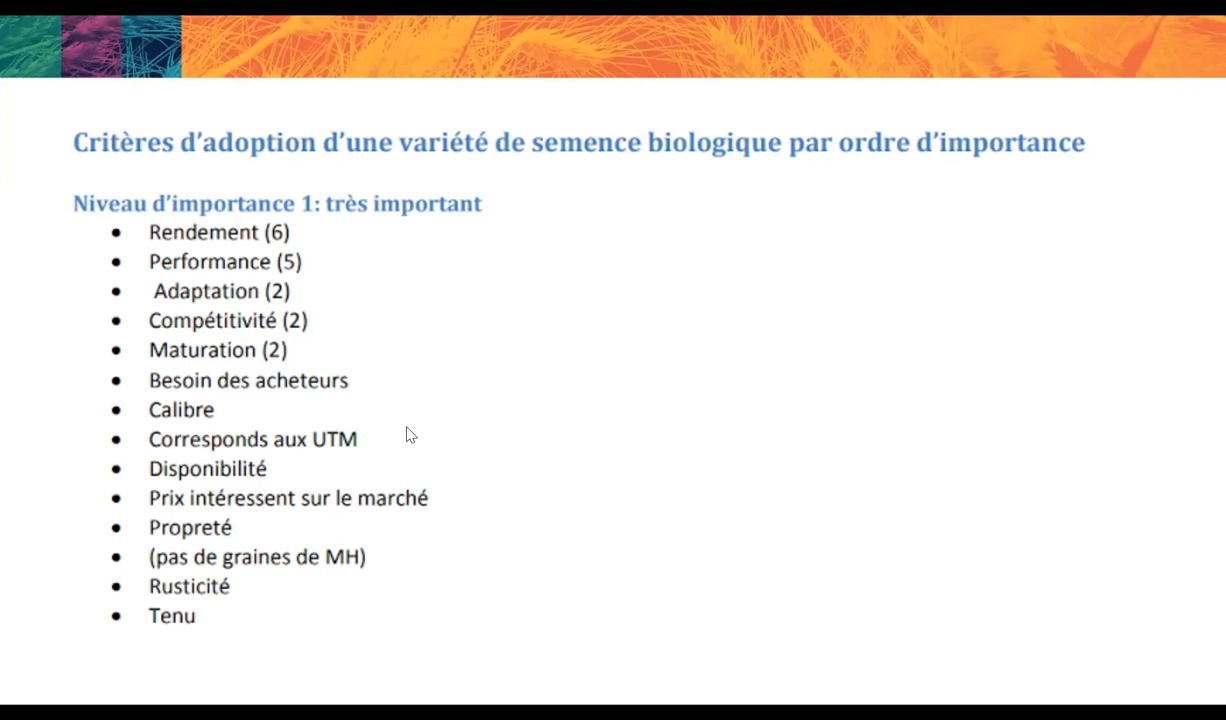 Critères d’adoption d’une variété de semence biologique par ordre d’importance
Niveau d’importance 1: très important
• Rendement (6)
• Performance (5)
• Adaptation (2)
• Compétitivité (2)
• Maturation (2)
• Besoin des acheteurs
• Calibre
• Corresponds aux UTM
• Disponibilité
• Prix intéressent sur le marché
• Propreté
• (pas de graines de MH)
• Rusticité
• Tenu